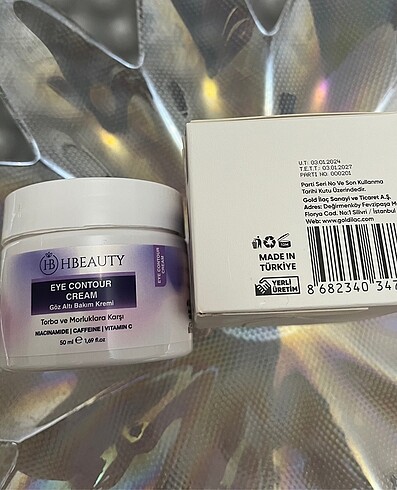 HB HBEAUTY
EYE CONTOUR
CREAM
Göz Altı Bakım Kremi
Torba ve Morluklara Karşı
NIACINAMIDE | CAFFEINE | VITAMIN C
50 ml e 1,69 fl.oz
EYE CONTOUR
CREAM
U.T: 03.01.2024
T.E.T.T.: 03.01.2027
PARTİ NO: 000201
Parti Seri No Ve Son Kullanma
Tarihi Kutu Üzerindedir.
Gold İlaç Sanayi ve Ticaret A.Ş.
Adres: Değirmenköy Fevzipaşa M
Florya Cad. No:1 Silivri / İstanbul
Web: www.goldilac.com
MADE IN
TÜRKİYE
YERLİ
ÜRETİM
8 682340 347